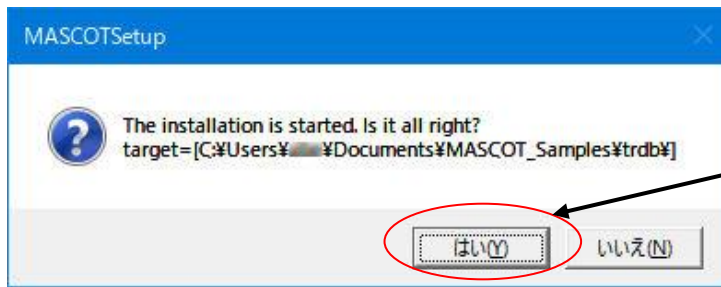 MASCOTSetup
The installation is started. Is it all right?
target=[C:¥Users¥ ¥Documents¥MASCOT_Samples¥trdb¥]
はい(Y) いいえ(N)